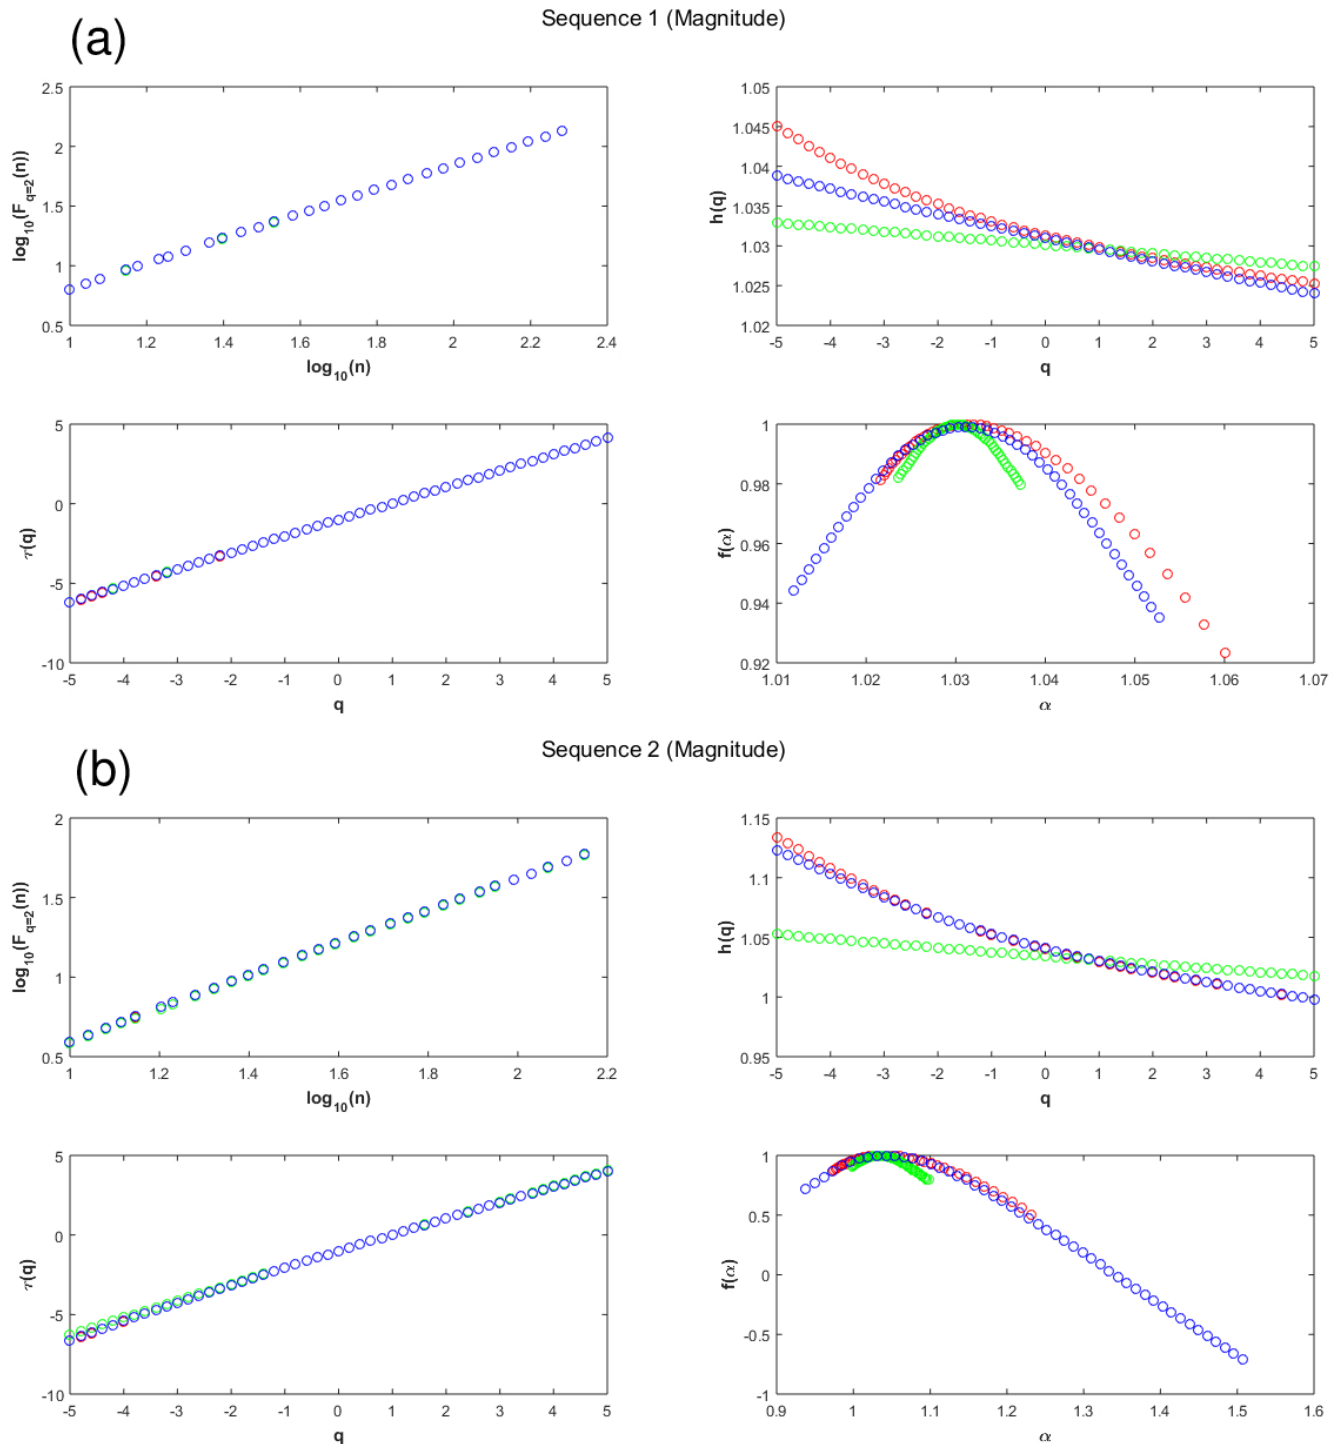 Sequence 1 (Magnitude)
(a)
2.5
2
1.5
1
0.5
log10(Fq=2(n))
1 1.2 1.4 1.6 1.8 2 2.2 2.4
log10(n)
1.05
1.045
1.04
1.035
1.03
1.025
1.02
h(q)
-5 -4 -3 -2 -1 0 1 2 3 4 5
q
5
0
-5
-10
τ(q)
-5 -4 -3 -2 -1 0 1 2 3 4 5
q
1
0.98
0.96
0.94
0.92
f(α)
1.01 1.02 1.03 1.04 1.05 1.06 1.07
α
Sequence 2 (Magnitude)
(b)
2
1.5
1
0.5
log10(Fq=2(n))
1 1.2 1.4 1.6 1.8 2 2.2
log10(n)
1.15
1.1
1.05
1
0.95
h(q)
-5 -4 -3 -2 -1 0 1 2 3 4 5
q
5
0
-5
-10
τ(q)
-5 -4 -3 -2 -1 0 1 2 3 4 5
q
1
0.5
0
-0.5
-1
f(α)
0.9 1 1.1 1.2 1.3 1.4 1.5 1.6
α